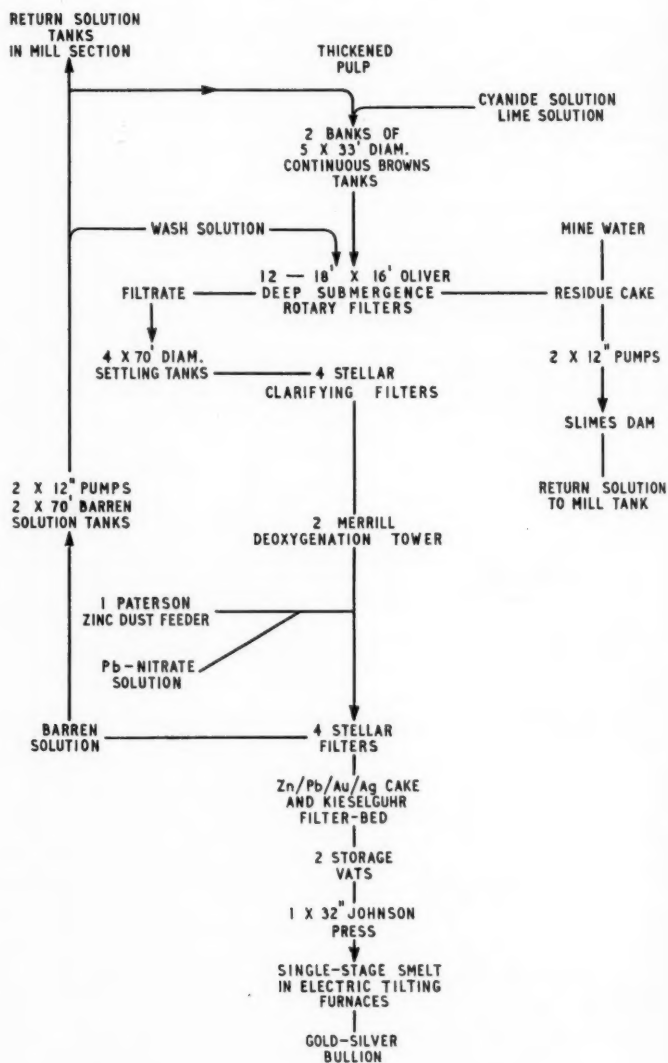 RETURN SOLUTION
TANKS
IN MILL SECTION
THICKENED
PULP
CYANIDE SOLUTION
LIME SOLUTION
2 BANKS OF
5 X 33' DIAM.
CONTINUOUS BROWNS
TANKS
WASH SOLUTION
MINE WATER
12 — 18' X 16' OLIVER
DEEP SUBMERGENCE
ROTARY FILTERS
FILTRATE
RESIDUE CAKE
4 X 70' DIAM.
SETTLING TANKS
4 STELLAR
CLARIFYING FILTERS
2 X 12" PUMPS
SLIMES DAM
RETURN SOLUTION
TO MILL TANK
2 X 12" PUMPS
2 X 70' BARREN
SOLUTION TANKS
2 MERRILL
DEOXYGENATION TOWER
1 PATERSON
ZINC DUST FEEDER
Pb-NITRATE
SOLUTION
BARREN
SOLUTION
4 STELLAR
FILTERS
Zn/Pb/Au/Ag CAKE
AND KIESELGUHR
FILTER-BED
2 STORAGE
VATS
1 X 32" JOHNSON
PRESS
SINGLE-STAGE SMELT
IN ELECTRIC TILTING
FURNACES
GOLD-SILVER
BULLION